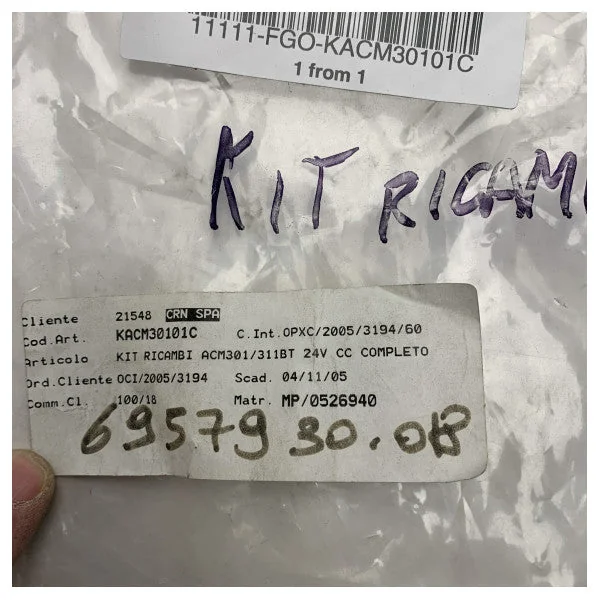 11111-FGO-KACM30101C
1 from 1
KIT RICAM
Cliente 21548 CRN SPA
Cod.Art. KACM30101C C.Int.OPXC/2005/3194/60
Articolo KIT RICAMBI ACM301/311BT 24V CC COMPLETO
Ord.Cliente OCI/2005/3194 Scad. 04/11/05
Comm.Cl. 100/18 Matr. MP/0526940
69579 30.08